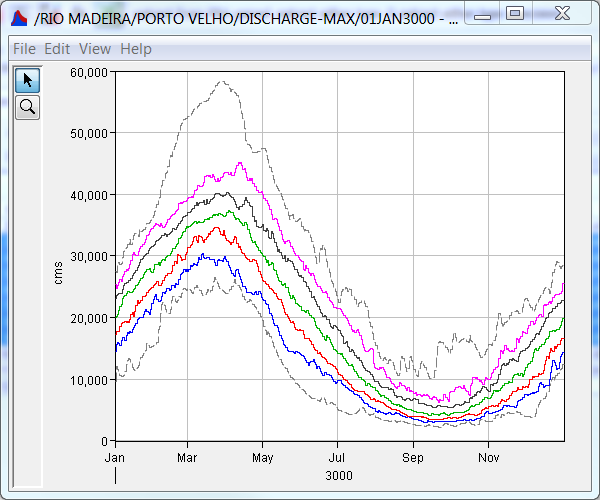 /RIO MADEIRA/PORTO VELHO/DISCHARGE-MAX/01JAN3000 - ...
File Edit View Help
60,000
50,000
40,000
30,000
20,000
10,000
0
cms
Jan Mar May Jul Sep Nov
3000